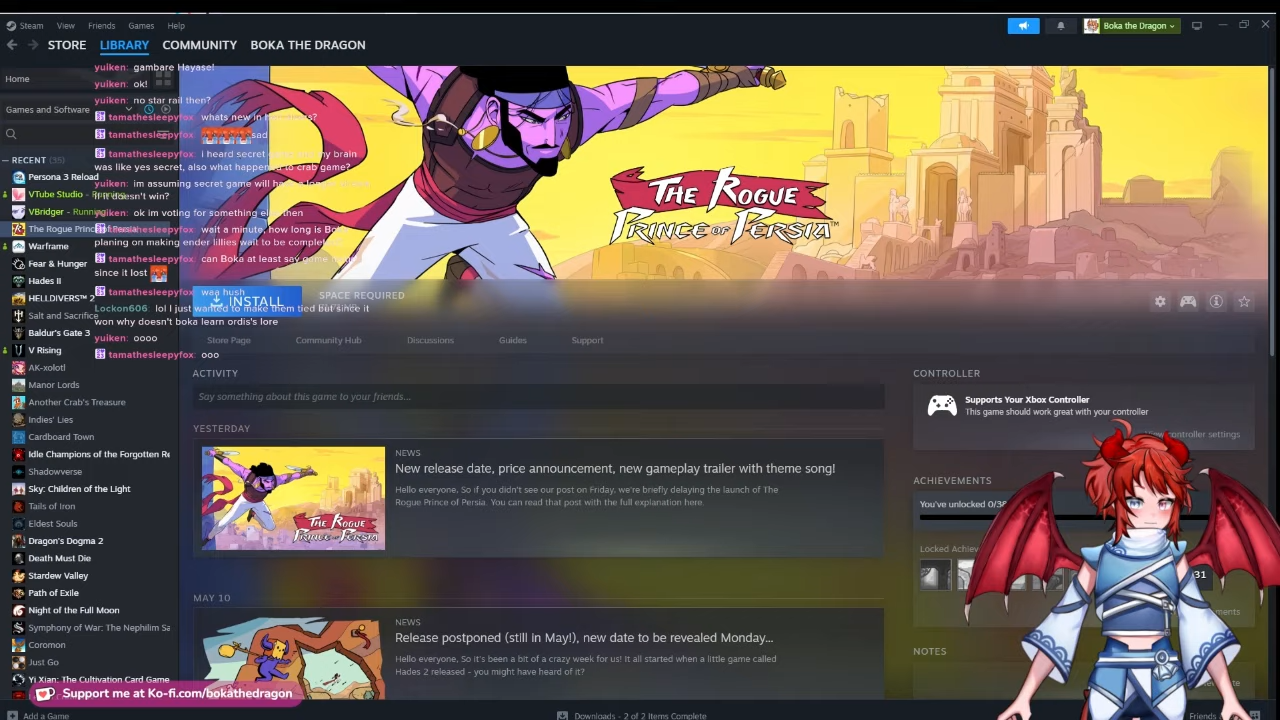 Steam View Friends Games Help
Boka the Dragon
STORE LIBRARY COMMUNITY BOKA THE DRAGON
yuiken: gambare Hayase!
Home
yuiken: ok!
yuiken: no star rail then?
Games and Software
tamathesleepyfox: whats new in
tamathesleepyfox: sad
tamathesleepyfox: i heard secret my brain
was like yes secret, also what happened to crab game?
yuiken: im assuming secret game will
if it doesn't win?
yuiken: ok im voting for something else then
tamathesleepyfox: wait a minute, how long is Boka
planing on making ender lillies wait to be completed
tamathesleepyfox: can Boka at least say game
since it lost
tamathesleepyfox: waa hush
Lockon606: lol I just wanted to make them tied but since it
won why doesn't boka learn ordis's lore
yuiken: oooo
tamathesleepyfox: ooo
RECENT (35)
Persona 3 Reload
VTube Studio - Running
VBridger - Running
The Rogue Prince of Persia
Warframe
Fear & Hunger
Hades II
HELLDIVERS™ 2
Salt and Sacrifice
Baldur's Gate 3
V Rising
AK-xolotl
Manor Lords
Another Crab's Treasure
Indies' Lies
Cardboard Town
Idle Champions of the Forgotten Re
Shadowverse
Sky: Children of the Light
Tails of Iron
Eldest Souls
Dragon's Dogma 2
Death Must Die
Stardew Valley
Path of Exile
Night of the Full Moon
Symphony of War: The Nephilim Sa
Coromon
Just Go
Yi Xian: The Cultivation Card Game
Support me at Ko-fi.com/bokathedragon
Add a Game
THE ROGUE
PRINCE OF PERSIA™
INSTALL
SPACE REQUIRED
Store Page Community Hub Discussions Guides Support
ACTIVITY
Say something about this game to your friends...
YESTERDAY
THE ROGUE
PRINCE OF PERSIA
NEWS
New release date, price announcement, new gameplay trailer with theme song!
Hello everyone, So if you didn't see our post on Friday, we're briefly delaying the launch of The
Rogue Prince of Persia. You can read that post with the full explanation here.
MAY 10
NEWS
Release postponed (still in May!), new date to be revealed Monday...
Hello everyone, So it's been a bit of a crazy week for us! It all started when a little game called
Hades 2 released - you might have heard of it?
CONTROLLER
Supports Your Xbox Controller
This game should work great with your controller
View controller settings
ACHIEVEMENTS
You've unlocked 0/36
Locked Achiev
31
ments
NOTES
Downloads - 2 of 2 Items Complete
Friends